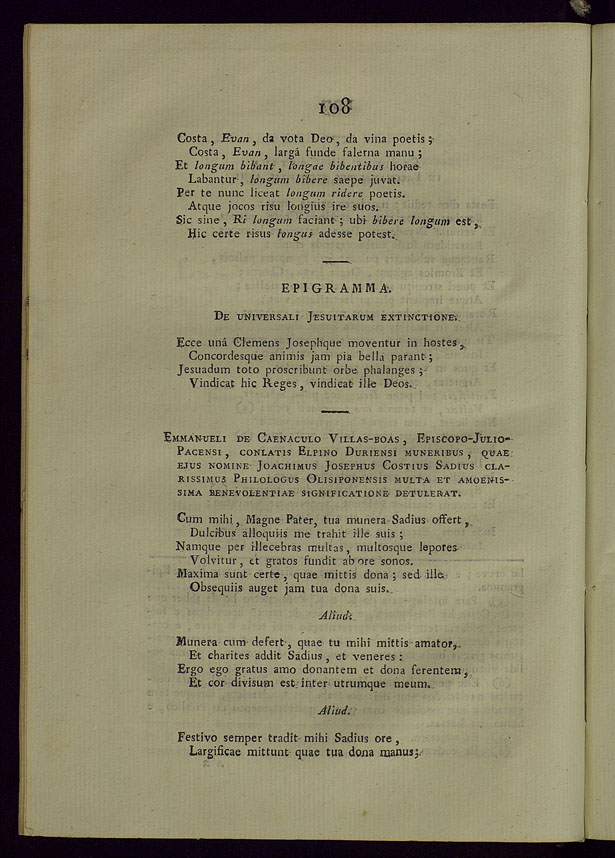 108
Costa, Evan, da vota Deo, da vina poetis;
Costa, Evan, largâ funde falerna manu;
Et longum bibant, longae bibentibus horae
Labantur, longum bibere saepe juvat.
Per te nunc liceat longum ridere poetis.
Atque jocos risu longius ire suos.
Sic sine, Ri longum faciant; ubi bibere longum est,
Hic certe risus longus adesse potest.
EPIGRAMMA.
DE UNIVERSALI JESUITARUM EXTINCTIONE.
Ecce unâ Clemens Josephque moventur in hostes,
Concordesque animis jam pia bella parant;
Jesuadum toto proscribunt orbe phalanges;
Vindicat hic Reges, vindicat ille Deos.
EMMANUELI DE CAENACULO VILLAS-BOAS, EPISCOPO-JULIO-
PACENSI, CONLATIS ELPINO DURIENSI MUNERIBUS, QUAE
EJUS NOMINE JOACHIMUS JOSEPHUS COSTIUS SADIUS CLA-
RISSIMUS PHILOLOGUS OLISIPONENSIS MULTA ET AMOENIS-
SIMA BENEVOLENTIAE SIGNIFICATIONE DETULERAT.
Cum mihi, Magne Pater, tua munera Sadius offert,
Dulcibus alloquiis me trahit ille suis;
Namque per illecebras multas, multosque lepores
Volvitur, et gratos fundit ab ore sonos.
Maxima sunt certe, quae mittis dona; sed ille
Obsequiis auget jam tua dona suis.
Aliud.
Munera cum defert, quae tu mihi mittis amator,
Et charites addit Sadius, et veneres:
Ergo ego gratus amo donantem et dona ferentem,
Et cor divisum est inter utrumque meum.
Aliud.
Festivo semper tradit mihi Sadius ore,
Largificae mittunt quae tua dona manus;